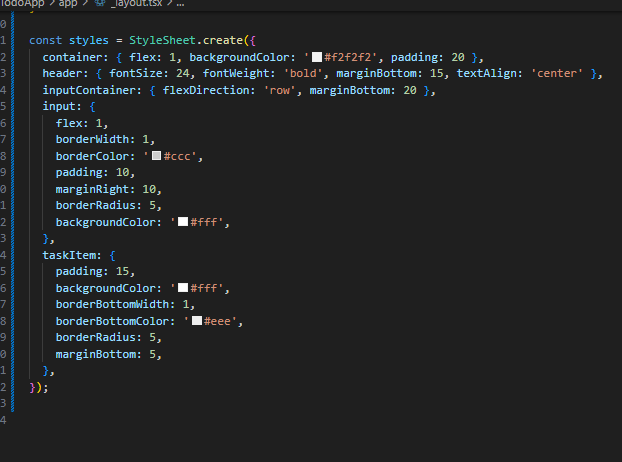 TodoApp > app > _layout.tsx > ...
0
1 const styles = StyleSheet.create({
2 container: { flex: 1, backgroundColor: '#f2f2f2', padding: 20 },
3 header: { fontSize: 24, fontWeight: 'bold', marginBottom: 15, textAlign: 'center' },
4 inputContainer: { flexDirection: 'row', marginBottom: 20 },
5 input: {
6 flex: 1,
7 borderWidth: 1,
8 borderColor: '#ccc',
9 padding: 10,
0 marginRight: 10,
1 borderRadius: 5,
2 backgroundColor: '#fff',
3 },
4 taskItem: {
5 padding: 15,
6 backgroundColor: '#fff',
7 borderBottomWidth: 1,
8 borderBottomColor: '#eee',
9 borderRadius: 5,
0 marginBottom: 5,
1 },
2 });
3
4